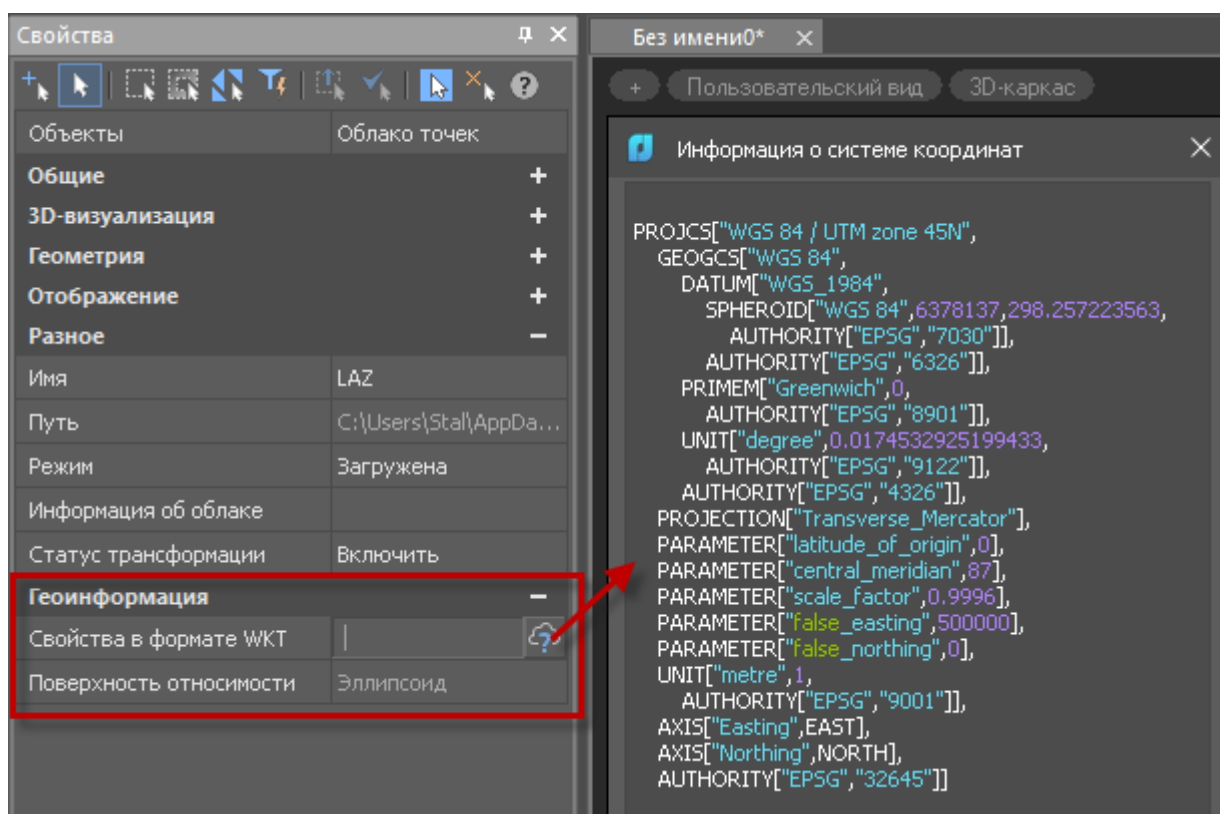 Свойства
Объекты Облако точек
Общие +
3D-визуализация +
Геометрия +
Отображение +
Разное −
Имя LAZ
Путь C:\Users\Stal\AppDa...
Режим Загружена
Информация об облаке
Статус трансформации Включить
Геоинформация −
Свойства в формате WKT
Поверхность относимости Эллипсоид
Без имени0*
+ Пользовательский вид 3D-каркас
Информация о системе координат
PROJCS["WGS 84 / UTM zone 45N",
GEOGCS["WGS 84",
DATUM["WGS_1984",
SPHEROID["WGS 84",6378137,298.257223563,
AUTHORITY["EPSG","7030"]],
AUTHORITY["EPSG","6326"]],
PRIMEM["Greenwich",0,
AUTHORITY["EPSG","8901"]],
UNIT["degree",0.0174532925199433,
AUTHORITY["EPSG","9122"]],
AUTHORITY["EPSG","4326"]],
PROJECTION["Transverse_Mercator"],
PARAMETER["latitude_of_origin",0],
PARAMETER["central_meridian",87],
PARAMETER["scale_factor",0.9996],
PARAMETER["false_easting",500000],
PARAMETER["false_northing",0],
UNIT["metre",1,
AUTHORITY["EPSG","9001"]],
AXIS["Easting",EAST],
AXIS["Northing",NORTH],
AUTHORITY["EPSG","32645"]]